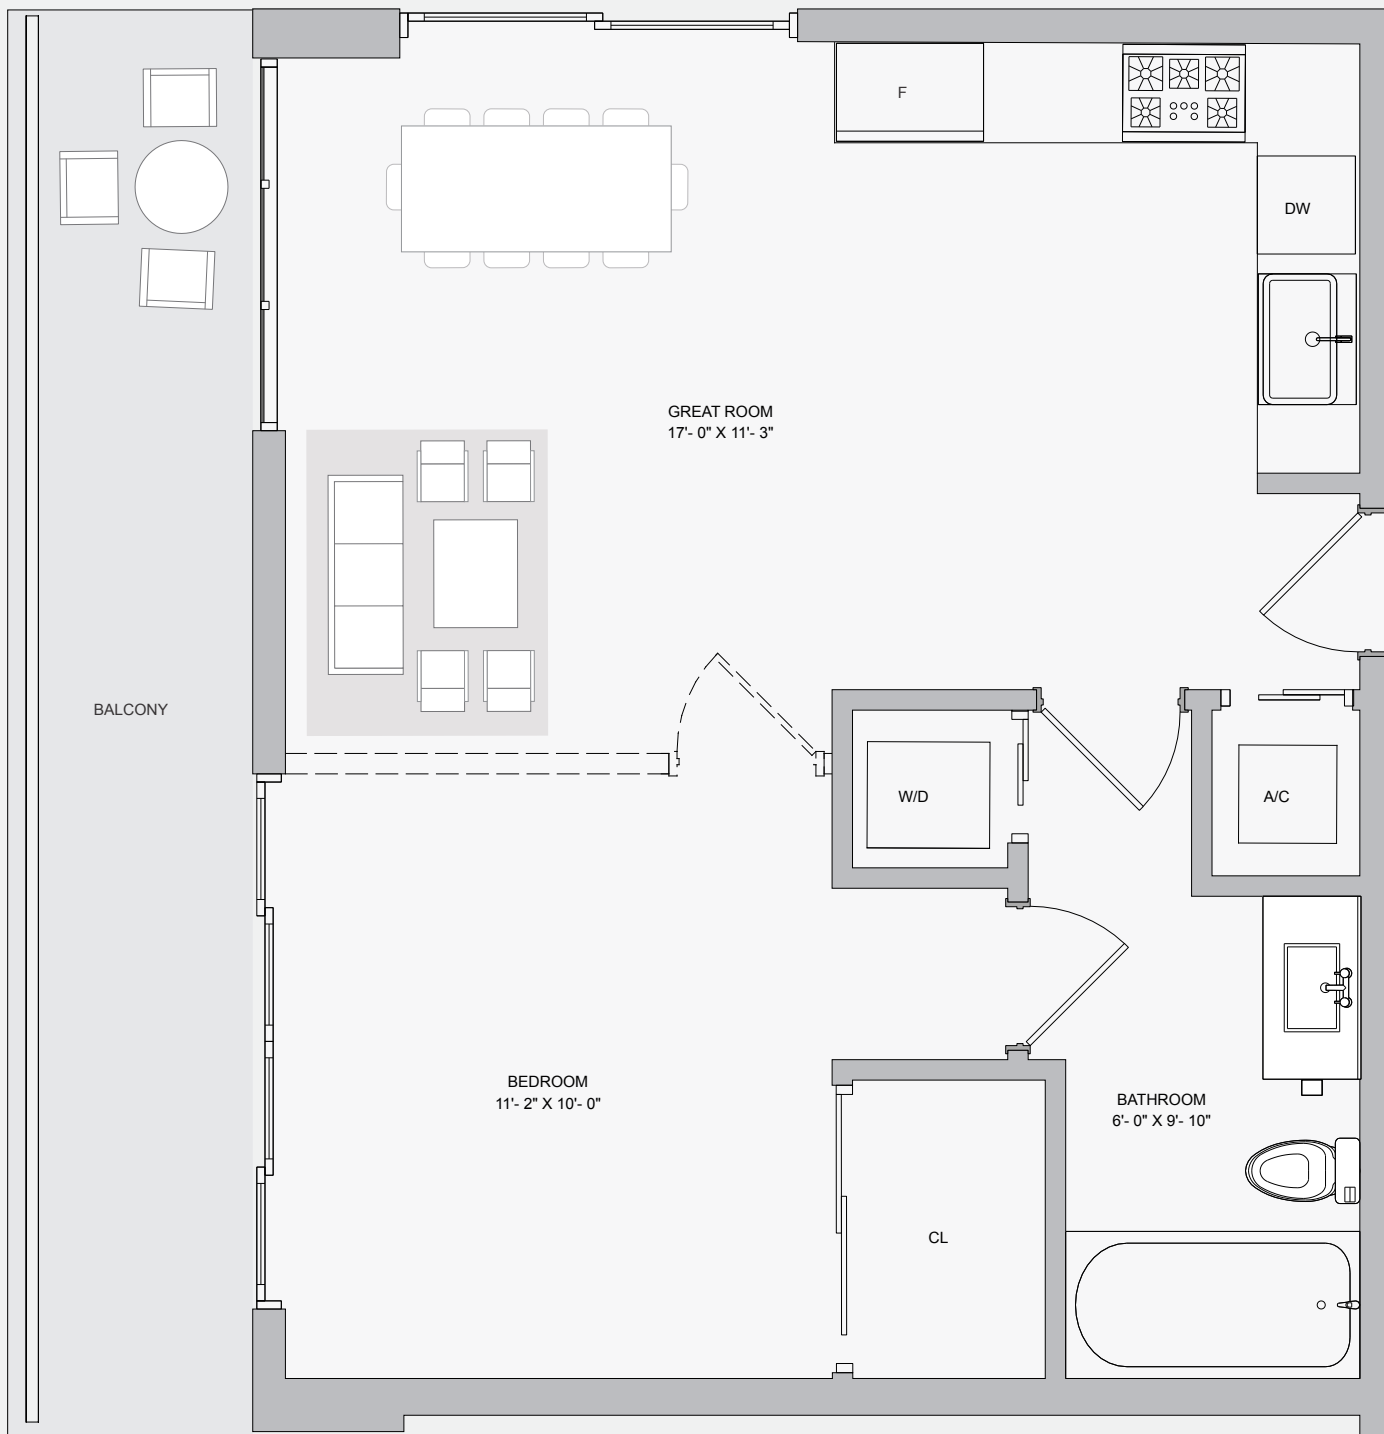 F
DW
GREAT ROOM
17'- 0" X 11'- 3"
BALCONY
W/D
A/C
BEDROOM
11'- 2" X 10'- 0"
BATHROOM
6'- 0" X 9'- 10"
CL